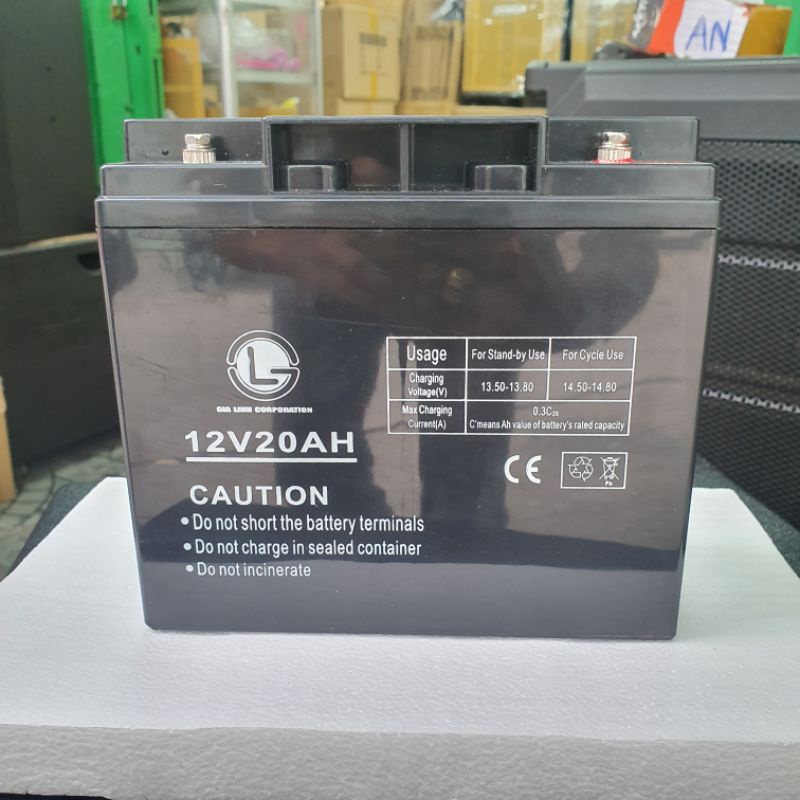 AN
GIA LINH CORPORATION
12V20AH
Usage For Stand-by Use For Cycle Use
Charging Voltage(V) 13.50-13.80 14.50-14.80
Max Charging Current(A) 0.3C₂₀ C'means Ah value of battery's rated capacity
CE
Pb
CAUTION
• Do not short the battery terminals
• Do not charge in sealed container
• Do not incinerate